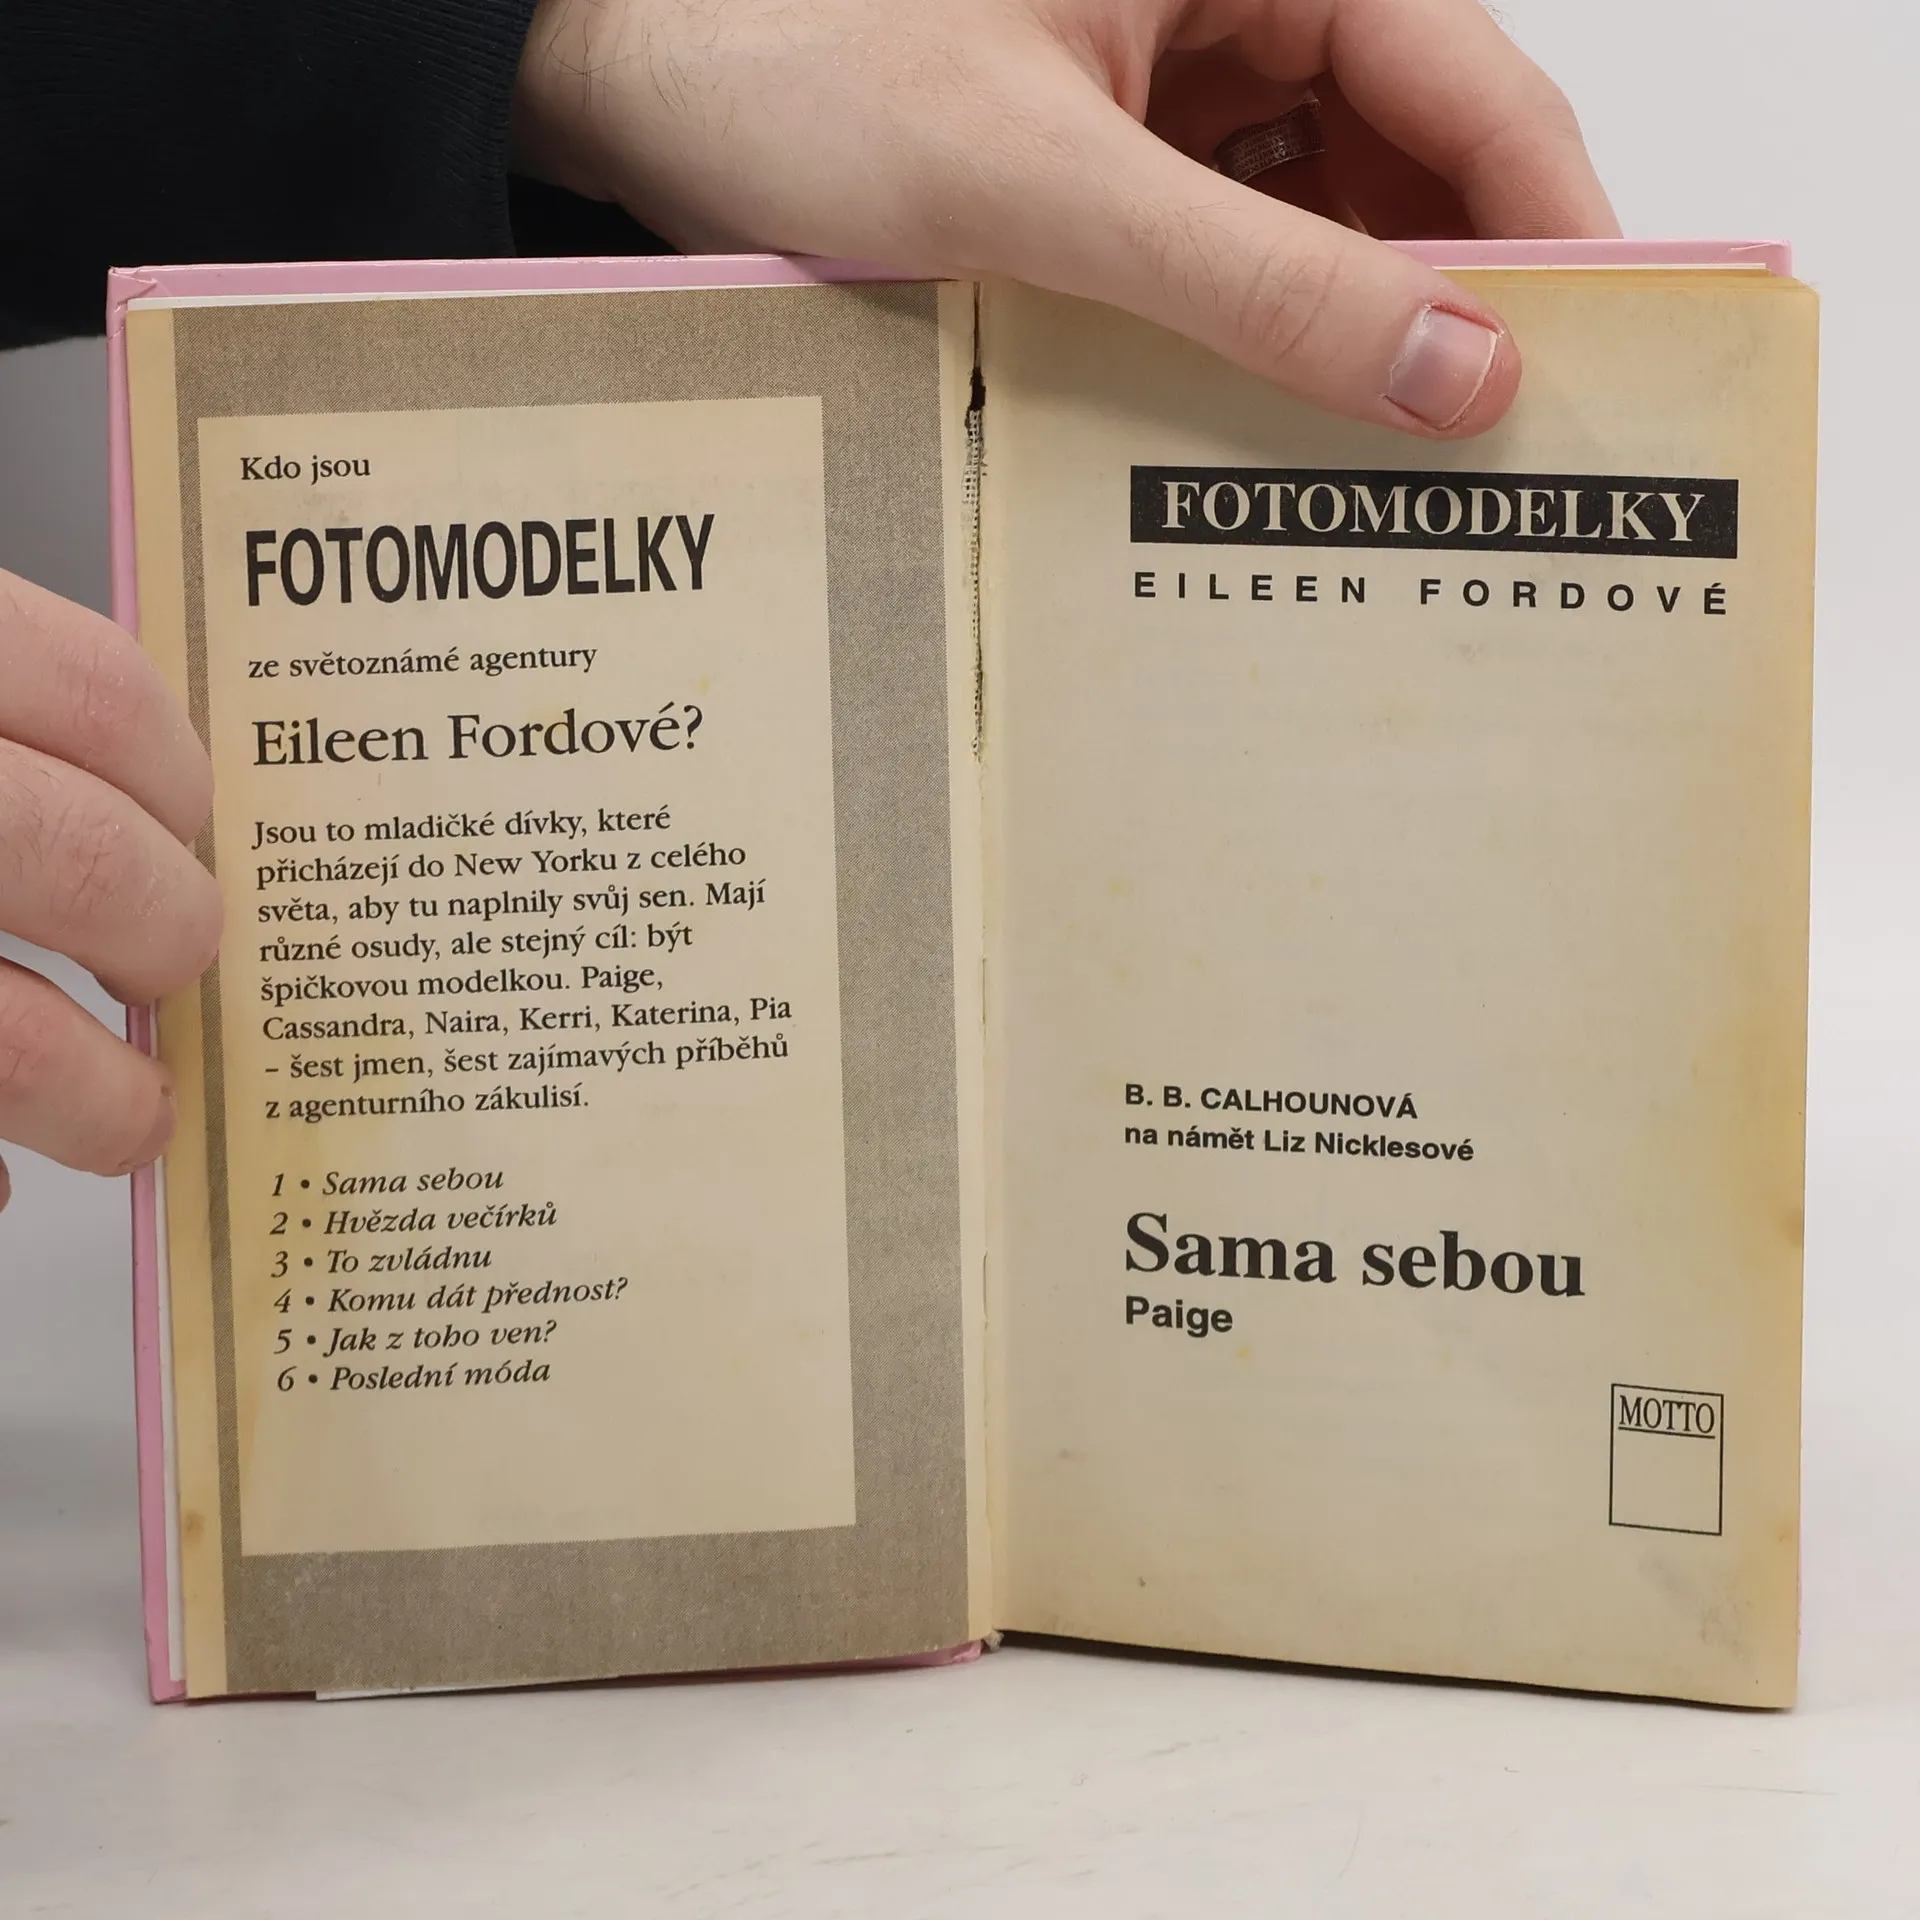 Kdo jsou
FOTOMODELKY
ze světoznámé agentury
Eileen Fordové?
Jsou to mladičké dívky, které
přicházejí do New Yorku z celého
světa, aby tu naplnily svůj sen. Mají
různé osudy, ale stejný cíl: být
špičkovou modelkou. Paige,
Cassandra, Naira, Kerri, Katerina, Pia
– šest jmen, šest zajímavých příběhů
z agenturního zákulisí.
1 • Sama sebou
2 • Hvězda večírků
3 • To zvládnu
4 • Komu dát přednost?
5 • Jak z toho ven?
6 • Poslední móda
FOTOMODELKY
EILEEN FORDOVÉ
B. B. CALHOUNOVÁ
na námět Liz Nicklesové
Sama sebou
Paige
MOTTO